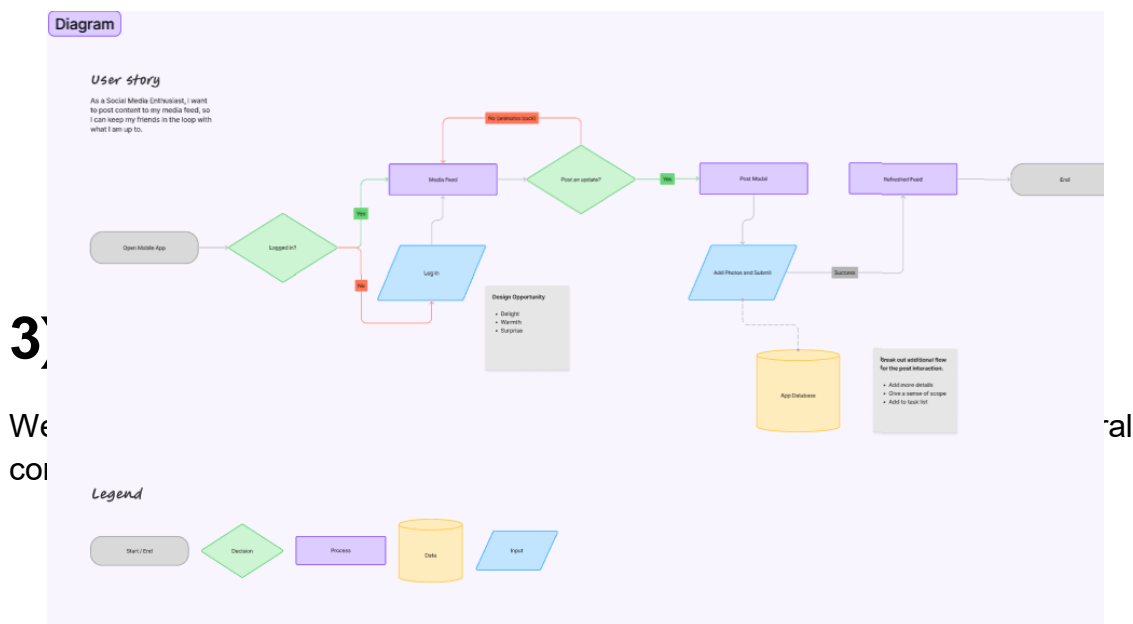 Diagram
User story
As a Social Media Enthusiast, I want
to post content to my media feed, so
I can keep my friends in the loop with
what I am up to.
No (animates back)
Media Feed
Post an update?
Yes
Post Modal
Refreshed Feed
End
Yes
Open Mobile App
Logged in?
Log In
Add Photos and Submit
Success
No
Design Opportunity
• Delight
• Warmth
• Surprise
3)
Break out additional flow
for the post interaction.
• Add more details
• Give a sense of scope
• Add to task list
App Database
We
ral
Legend
Start / End
Decision
Process
Data
Input